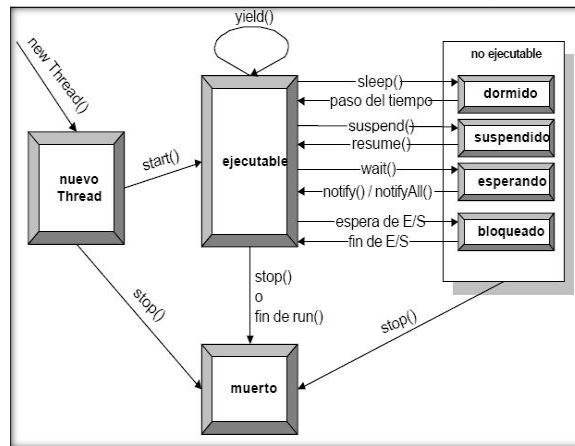 yield()
new Thread()
no ejecutable
sleep()
dormido
paso del tiempo
suspend()
suspendido
resume()
nuevo
Thread
start()
ejecutable
wait()
esperando
notify() / notifyAll()
espera de E/S
bloqueado
fin de E/S
stop()
stop()
o
fin de run()
stop()
muerto